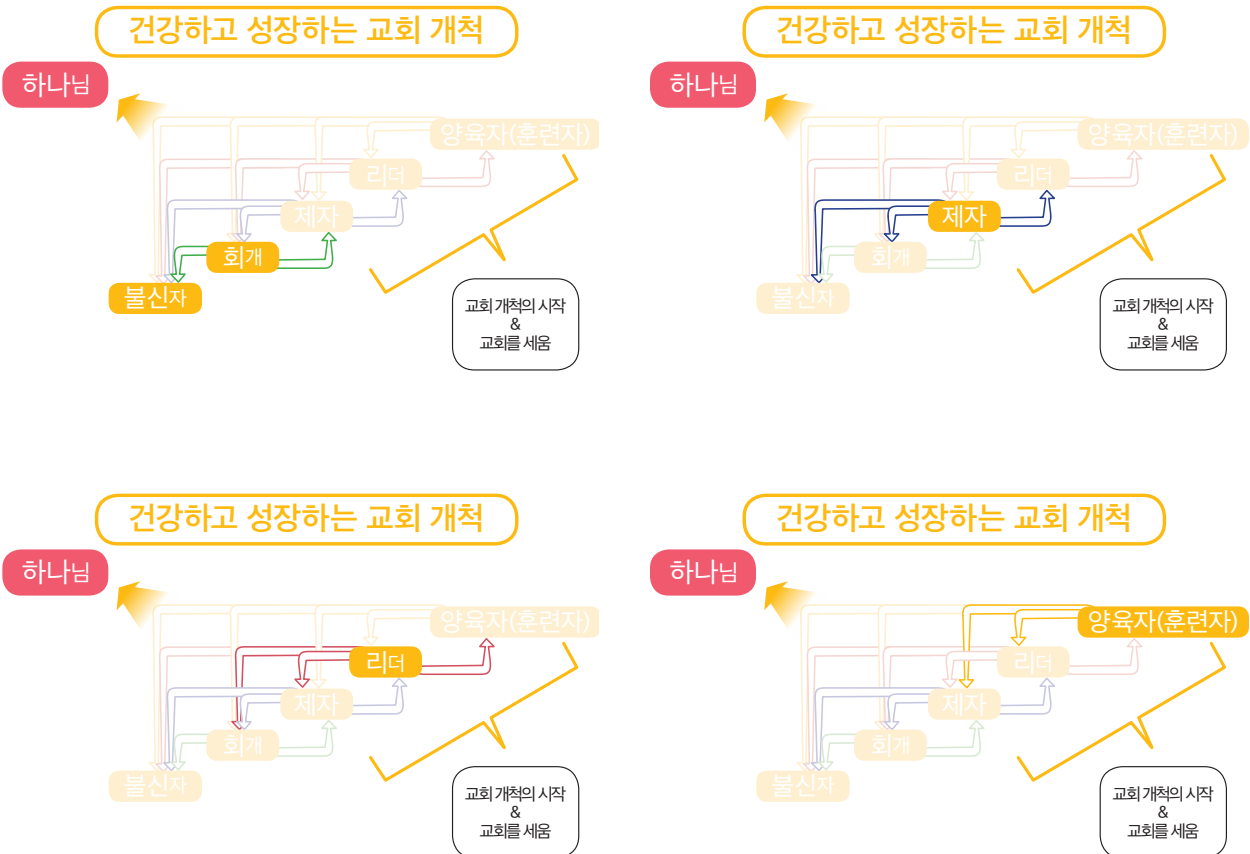 건강하고 성장하는 교회 개척
하나님
양육자(훈련자)
리더
제자
회개
불신자
교회 개척의 시작
&
교회를 세움
건강하고 성장하는 교회 개척
하나님
양육자(훈련자)
리더
제자
회개
불신자
교회 개척의 시작
&
교회를 세움
건강하고 성장하는 교회 개척
하나님
양육자(훈련자)
리더
제자
회개
불신자
교회 개척의 시작
&
교회를 세움
건강하고 성장하는 교회 개척
하나님
양육자(훈련자)
리더
제자
회개
불신자
교회 개척의 시작
&
교회를 세움